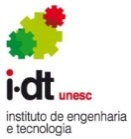 i·dt unesc
instituto de engenharia
e tecnologia